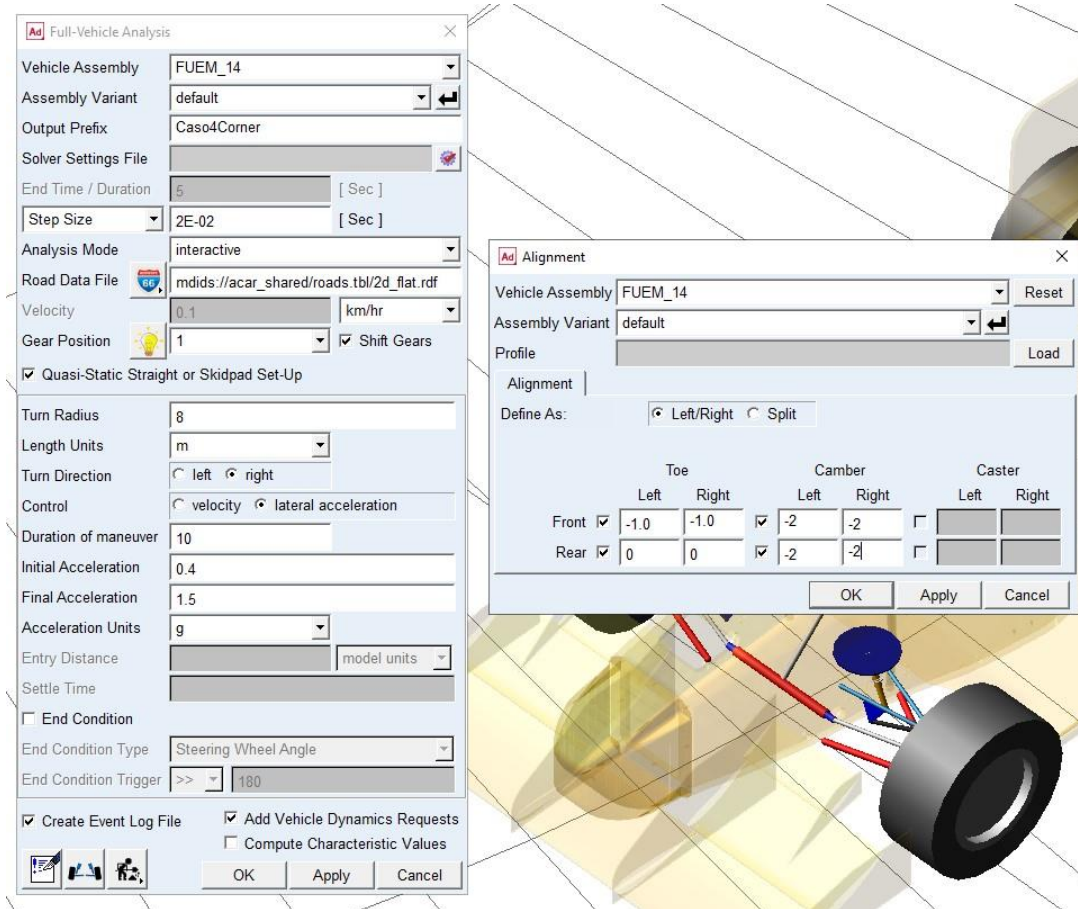 Ad Full-Vehicle Analysis
Vehicle Assembly FUEM_14
Assembly Variant default
Output Prefix Caso4Corner
Solver Settings File
End Time / Duration 5 [ Sec ]
Step Size 2E-02 [ Sec ]
Analysis Mode interactive
Road Data File 66 mdids://acar_shared/roads.tbl/2d_flat.rdf
Velocity 0.1 km/hr
Gear Position 1 Shift Gears
Quasi-Static Straight or Skidpad Set-Up
Turn Radius 8
Length Units m
Turn Direction left right
Control velocity lateral acceleration
Duration of maneuver 10
Initial Acceleration 0.4
Final Acceleration 1.5
Acceleration Units g
Entry Distance model units
Settle Time
End Condition
End Condition Type Steering Wheel Angle
End Condition Trigger >> 180
Create Event Log File Add Vehicle Dynamics Requests
Compute Characteristic Values
OK Apply Cancel
Ad Alignment
Vehicle Assembly FUEM_14 Reset
Assembly Variant default
Profile Load
Alignment
Define As: Left/Right Split
Toe Camber Caster
Left Right Left Right Left Right
Front -1.0 -1.0 -2 -2
Rear 0 0 -2 -2
OK Apply Cancel